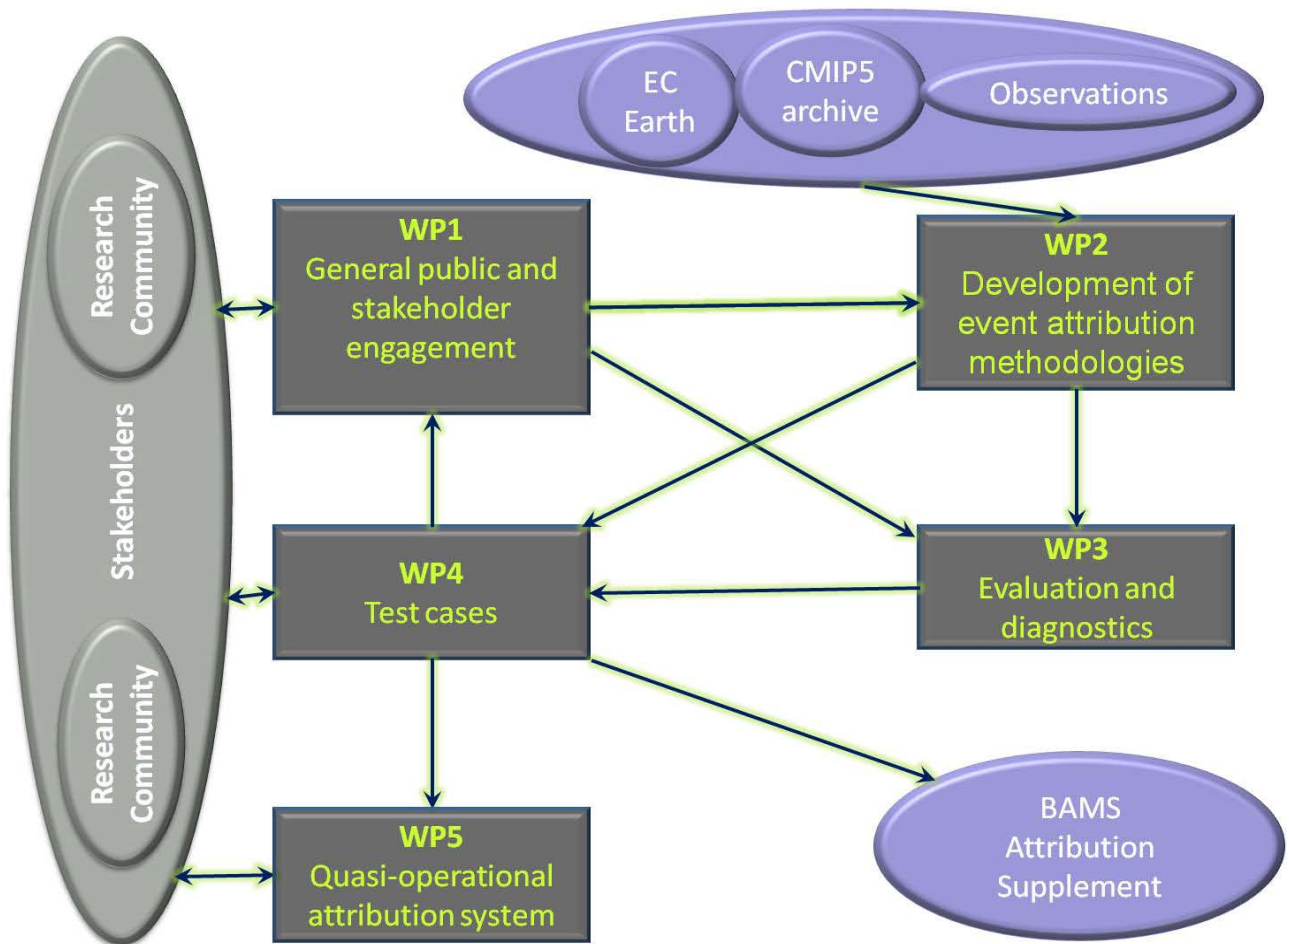 EC
Earth
CMIP5
archive
Observations
Research
Community
Stakeholders
Research
Community
WP1
General public and
stakeholder
engagement
WP2
Development of
event attribution
methodologies
WP4
Test cases
WP3
Evaluation and
diagnostics
WP5
Quasi-operational
attribution system
BAMS
Attribution
Supplement